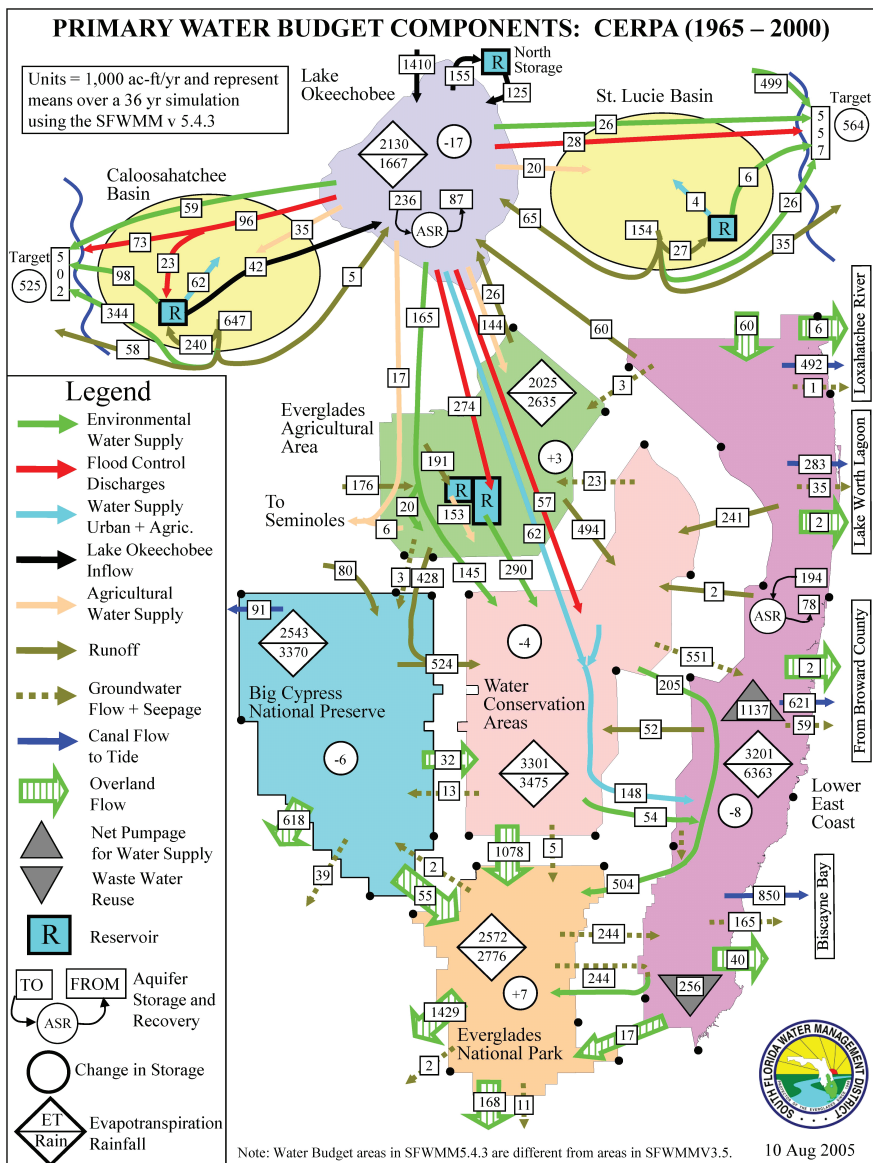 PRIMARY WATER BUDGET COMPONENTS: CERPA (1965 – 2000)
Units = 1,000 ac-ft/yr and represent
means over a 36 yr simulation
using the SFWMM v 5.4.3
Lake
Okeechobee
1410
155
R
North
Storage
125
2130
1667
-17
236
87
ASR
St. Lucie Basin
499
Target
564
5
5
7
26
28
20
6
4
R
26
65
154
27
35
Caloosahatchee
Basin
Target
525
5
0
2
59
96
73
35
23
62
42
98
R
344
240
647
58
5
165
26
144
60
17
274
Everglades
Agricultural
Area
2025
2635
+3
3
191
R
R
153
176
20
To
Seminoles
6
57
62
23
494
241
3
428
145
290
2
80
91
2543
3370
Big Cypress
National Preserve
-6
524
-4
Water
Conservation
Areas
3301
3475
32
13
551
205
52
148
54
618
39
2
55
1078
5
504
2572
2776
244
+7
244
1429
Everglades
National Park
2
168
11
17
60
6
492
1
Loxahatchee River
283
35
2
Lake Worth Lagoon
194
ASR
78
2
621
59
From Broward County
1137
3201
6363
-8
Lower
East
Coast
850
165
40
Biscayne Bay
256
Legend
Environmental
Water Supply
Flood Control
Discharges
Water Supply
Urban + Agric.
Lake Okeechobee
Inflow
Agricultural
Water Supply
Runoff
Groundwater
Flow + Seepage
Canal Flow
to Tide
Overland
Flow
Net Pumpage
for Water Supply
Waste Water
Reuse
R
Reservoir
TO
FROM
ASR
Aquifer
Storage and
Recovery
Change in Storage
ET
Rain
Evapotranspiration
Rainfall
SOUTH FLORIDA WATER MANAGEMENT DISTRICT
Note: Water Budget areas in SFWMM5.4.3 are different from areas in SFWMMV3.5.
10 Aug 2005